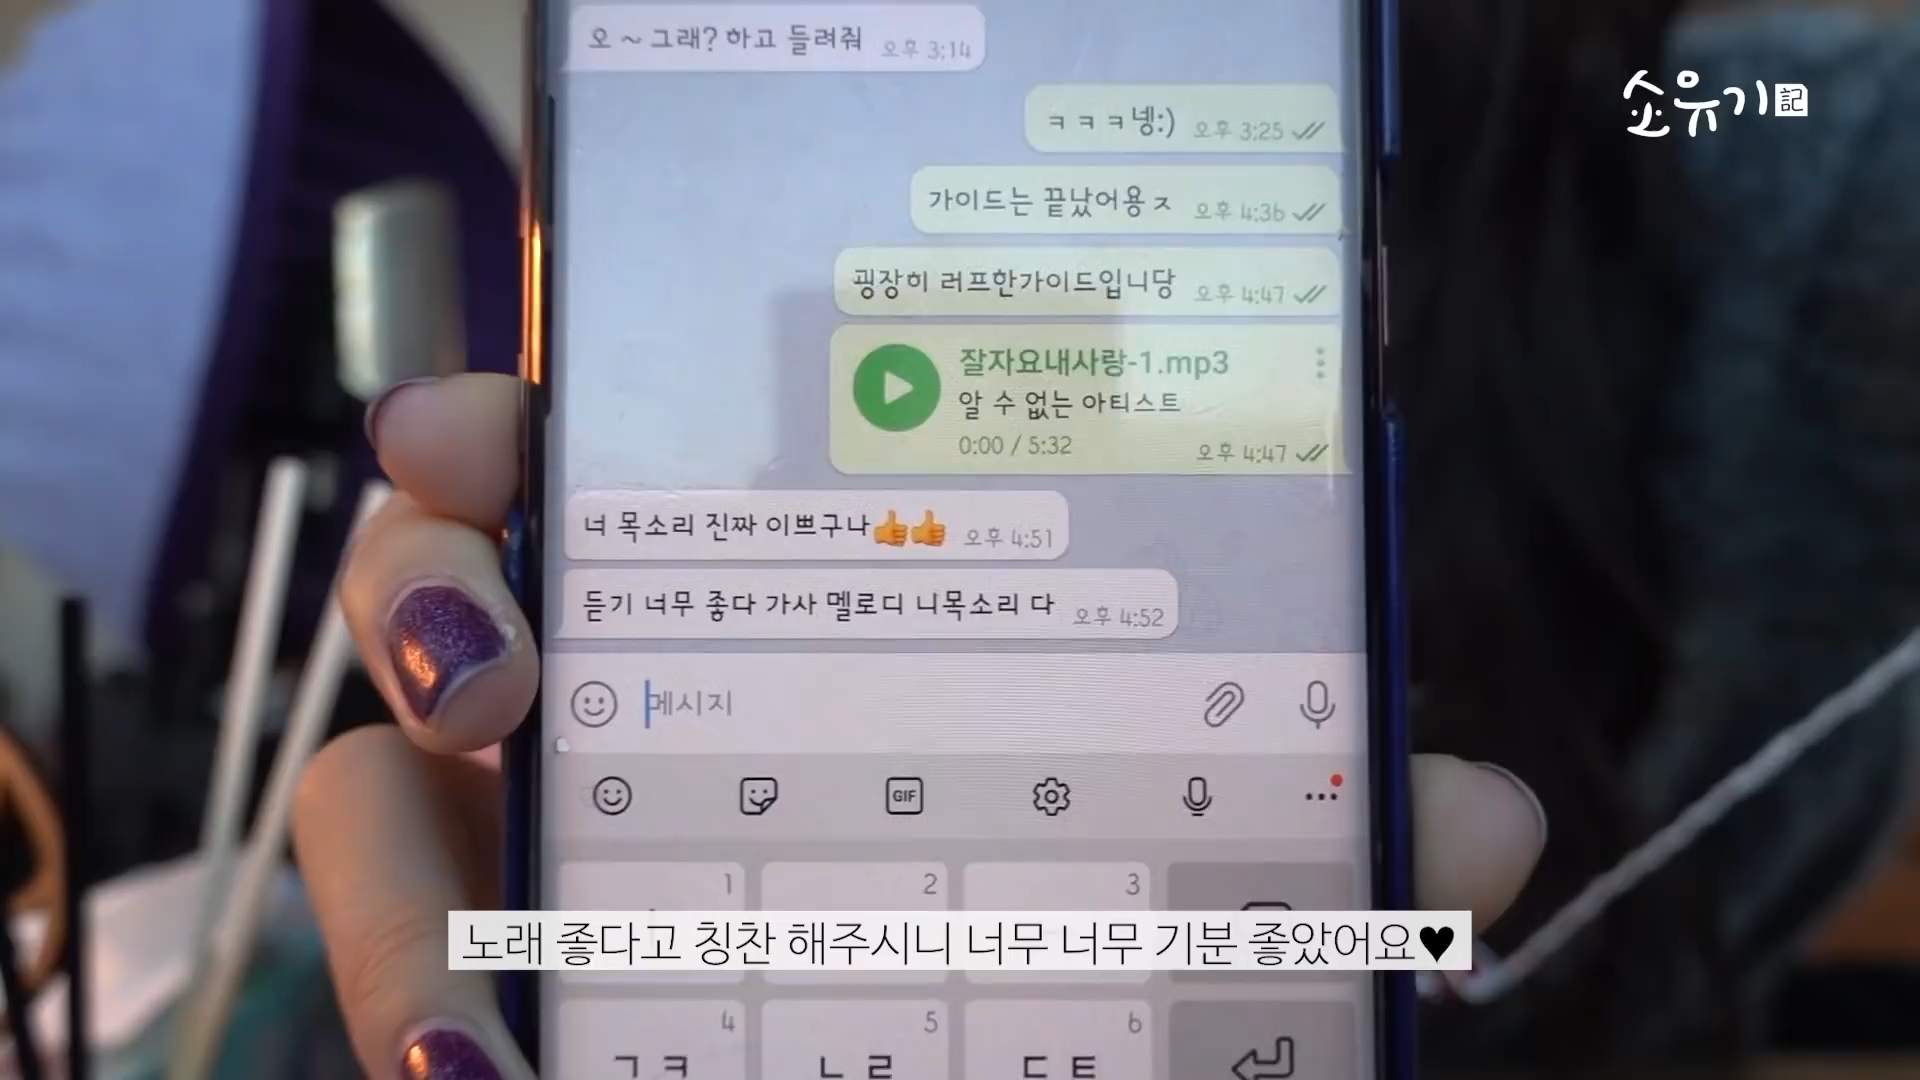 오~그래? 하고 들려줘 오후 3:14
소유기記
ㅋㅋㅋ넹:) 오후 3:25
가이드는 끝났어용ㅈ 오후 4:36
굉장히 러프한가이드입니당 오후 4:47
잘자요내사랑-1.mp3
알 수 없는 아티스트
0:00 / 5:32 오후 4:47
너 목소리 진짜 이쁘구나👍👍 오후 4:51
듣기 너무 좋다 가사 멜로디 니목소리 다 오후 4:52
메시지
GIF
1 2 3
노래 좋다고 칭찬 해주시니 너무 너무 기분 좋았어요♥
4 5 6
ㄱㅋ ㄴㄹ ㄷㅌ